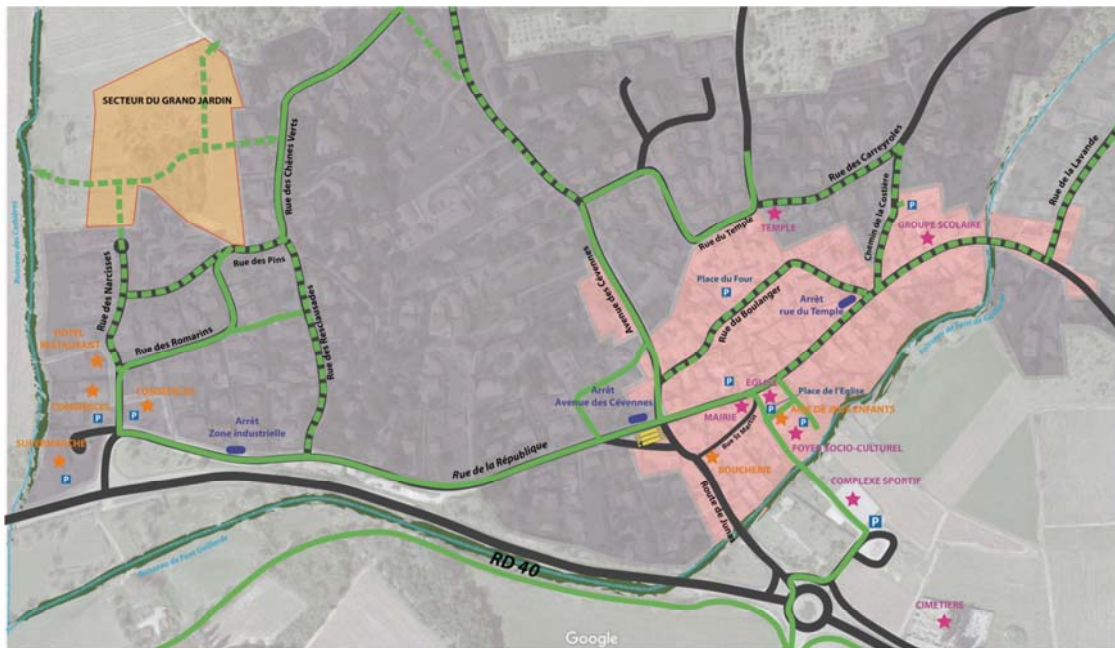 SECTEUR DU GRAND JARDIN
Rue des Chênes Verts
Rue des Carreyroles
Rue de la Lavande
TEMPLE
P
GROUPE SCOLAIRE
Chemin de la Costière
Rue du Temple
Rue des Pins
Rue des Narcisses
Avenue des Cévennes
Place du Four
P
Rue du Boulanger
Arrêt
rue du Temple
HOTEL
RESTAURANT
Rue des Romarins
COMMERCES
P
COMMERCES
P
Arrêt
Zone industrielle
Arrêt
Avenue des Cévennes
P
EGLISE
Place de l'Eglise
MAIRIE
P
AIRE DE JEUX ENFANTS
Rue St Martin
FOYER SOCIO-CULTUREL
SUPERMARCHE
P
Rue de la République
BOUCHERIE
COMPLEXE SPORTIF
P
Route de Junas
RD 40
CIMETIERE
Google